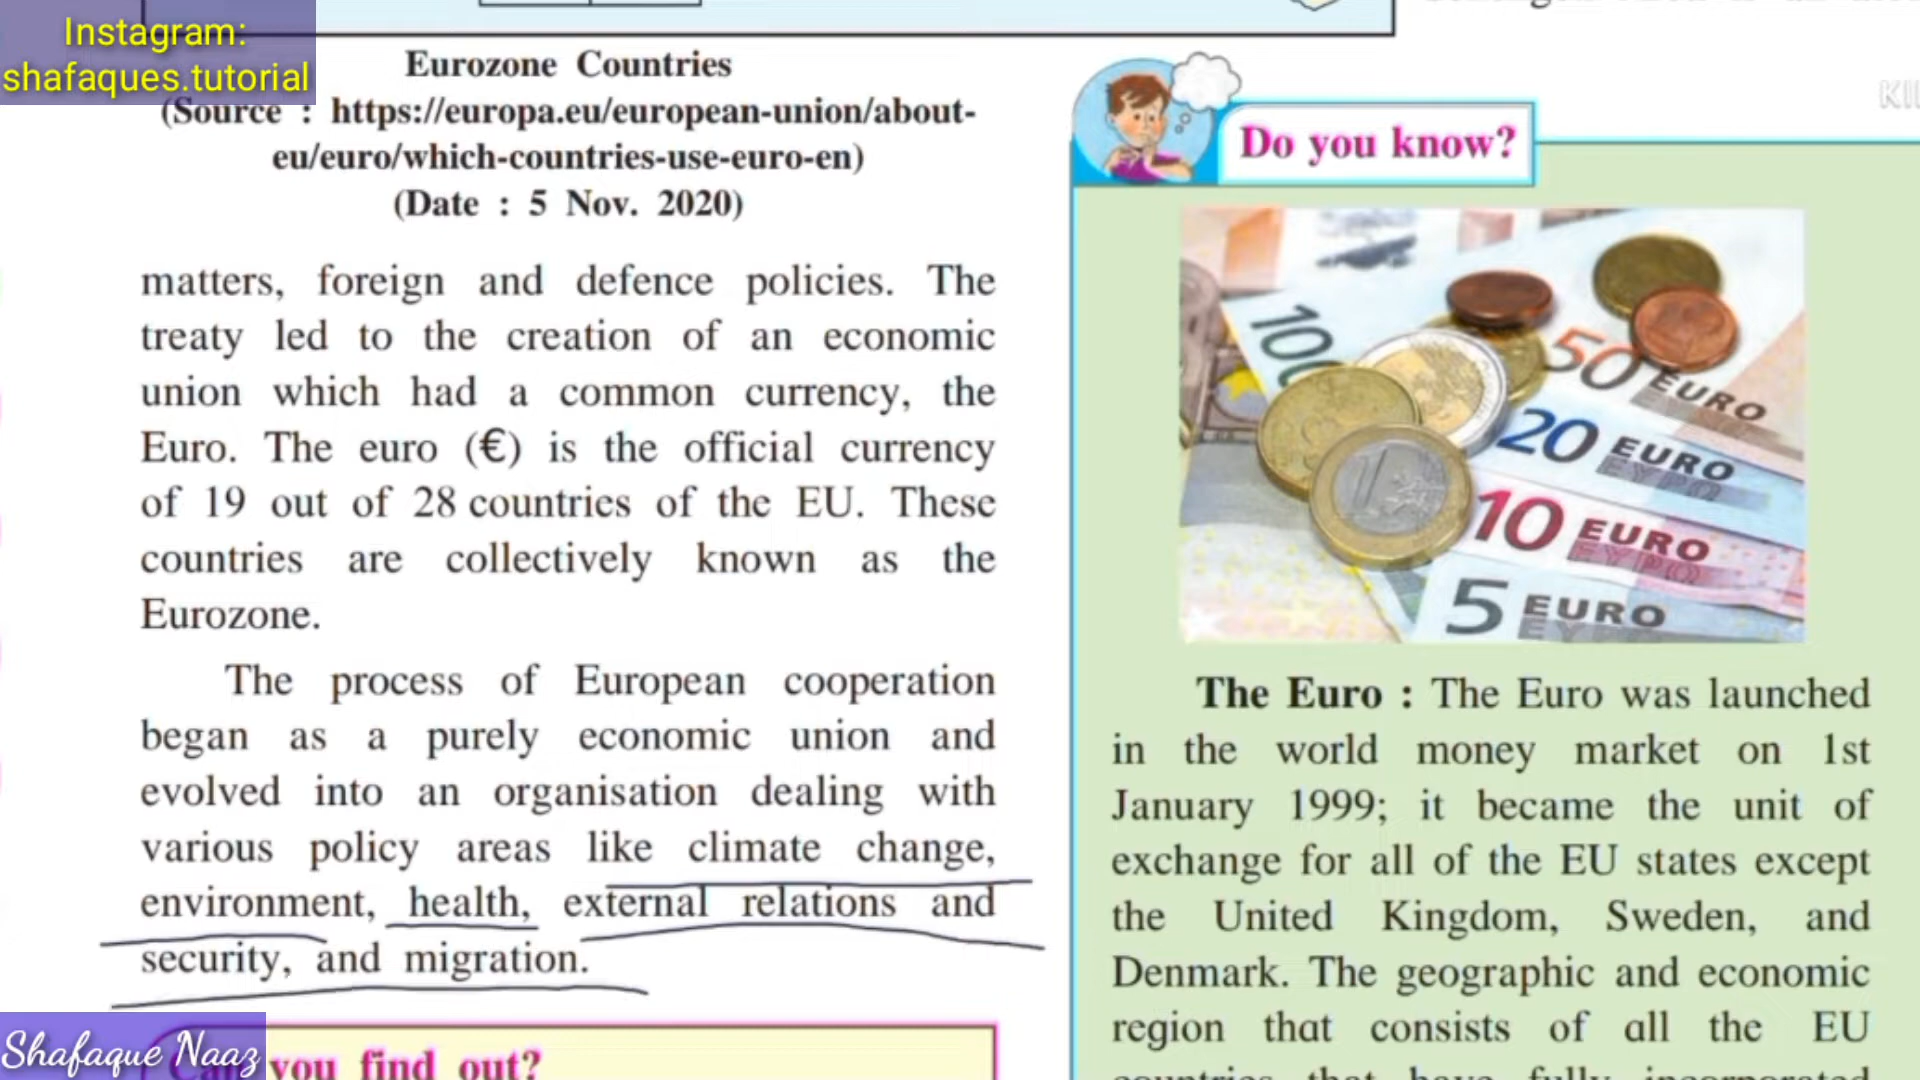 Instagram:
shafaques.tutorial
Eurozone Countries
(Source : https://europa.eu/european-union/about-
eu/euro/which-countries-use-euro-en)
(Date : 5 Nov. 2020)
matters, foreign and defence policies. The
treaty led to the creation of an economic
union which had a common currency, the
Euro. The euro (€) is the official currency
of 19 out of 28 countries of the EU. These
countries are collectively known as the
Eurozone.
The process of European cooperation
began as a purely economic union and
evolved into an organisation dealing with
various policy areas like climate change,
environment, health, external relations and
security, and migration.
you find out?
Shafaque Naaz
Do you know?
100
50 EURO
20 EURO
ΕΥΡΩ
10 EURO
ΕΥΡΩ
5 EURO
The Euro : The Euro was launched
in the world money market on 1st
January 1999; it became the unit of
exchange for all of the EU states except
the United Kingdom, Sweden, and
Denmark. The geographic and economic
region that consists of all the EU
countries that have fully incorporated